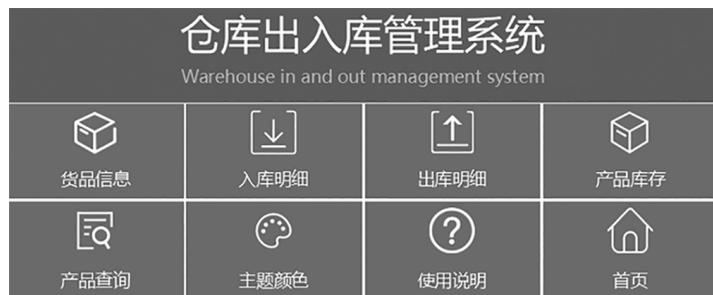 仓库出入库管理系统
Warehouse in and out management system
货品信息 入库明细 出库明细 产品库存
产品查询 主题颜色 使用说明 首页